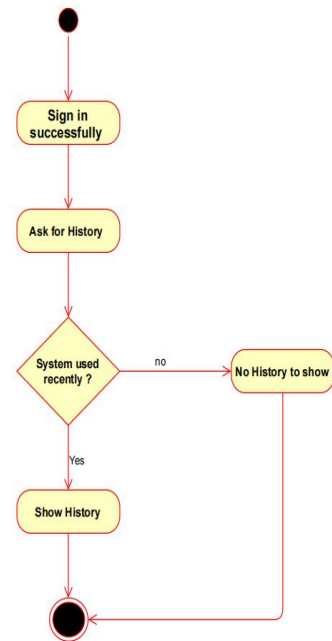 Sign in
successfully
Ask for History
System used
recently ?
no
No History to show
Yes
Show History